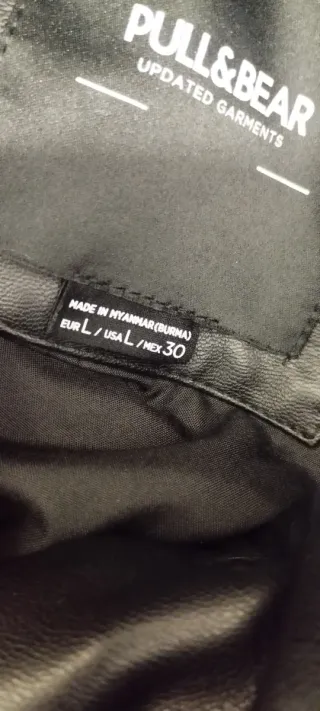 PULL&BEAR
UPDATED GARMENTS
MADE IN MYANMAR(BURMA)
EUR L / USA L / MEX 30